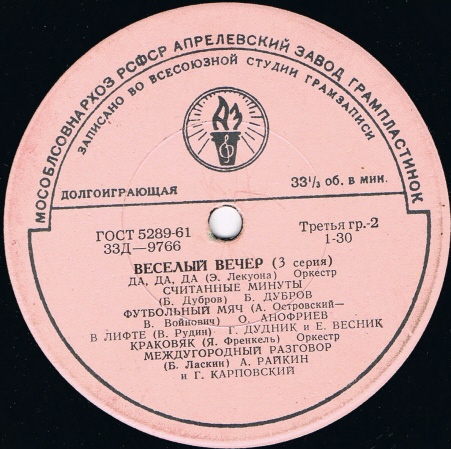 МОСОБЛСОВНАРХОЗ РСФСР АПРЕЛЕВСКИЙ ЗАВОД ГРАМПЛАСТИНОК
ЗАПИСАНО ВО ВСЕСОЮЗНОЙ СТУДИИ ГРАМЗАПИСИ
АЗ
ДОЛГОИГРАЮЩАЯ 33⅓ об. в мин.
ГОСТ 5289-61 Третья гр.-2
33Д—9766 1-30
ВЕСЕЛЫЙ ВЕЧЕР (3 серия)
ДА, ДА, ДА (Э. Лекуона) Оркестр
СЧИТАННЫЕ МИНУТЫ
(Б. Дубров) Б. ДУБРОВ
ФУТБОЛЬНЫЙ МЯЧ (А. Островский—
В. Войнович) О. АНОФРИЕВ
В ЛИФТЕ (В. Рудин) Г. ДУДНИК и Е. ВЕСНИК
КРАКОВЯК (Я. Френкель) Оркестр
МЕЖДУГОРОДНЫЙ РАЗГОВОР
(Б. Ласкин) А. РАЙКИН
и Г. КАРПОВСКИЙ